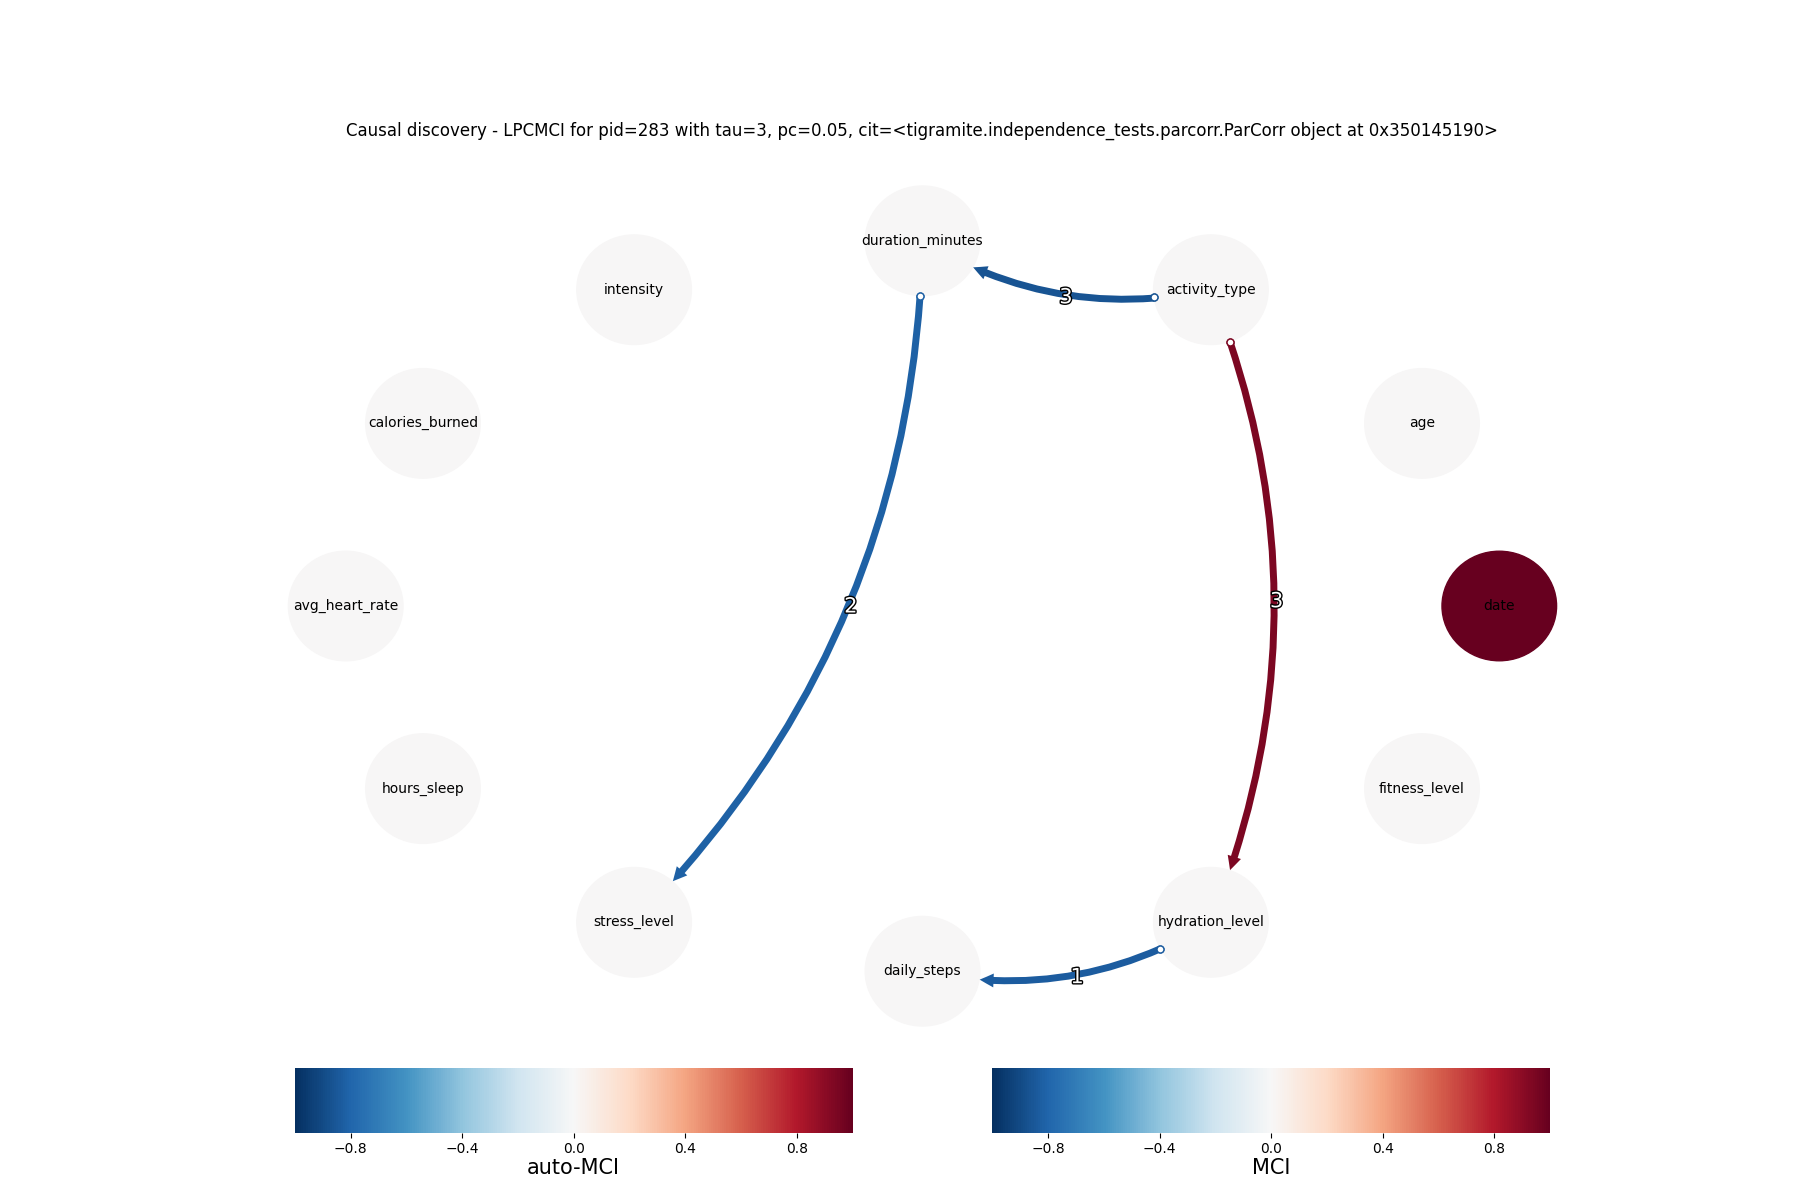 Causal discovery - LPCMCI for pid=283 with tau=3, pc=0.05, cit=<tigramite.independence_tests.parcorr.ParCorr object at 0x350145190>
duration_minutes
intensity
3
activity_type
calories_burned
age
avg_heart_rate
2
3
date
hours_sleep
fitness_level
stress_level
hydration_level
daily_steps
1
−0.8 −0.4 0.0 0.4 0.8
auto-MCI
−0.8 −0.4 0.0 0.4 0.8
MCI